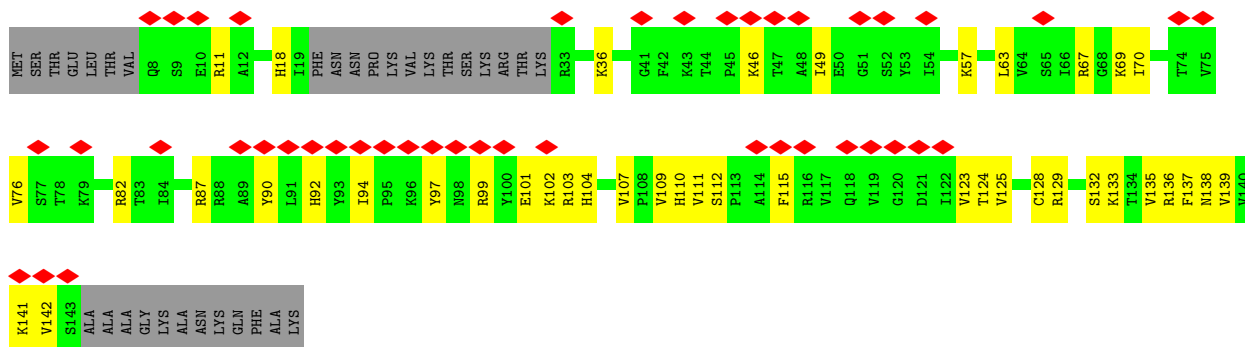 MET SER THR GLU LEU THR VAL Q8 S9 E10 R11 A12 H18 I19 PHE ASN ASN PRO LYS VAL LYS THR SER LYS ARG THR LYS R33 K36 G41 F42 K43 T44 P45 K46 T47 A48 I49 E50 G51 S52 Y53 I54 K57 L63 V64 S65 I66 R67 G68 K69 I70 T74 V75
V76 S77 T78 K79 R82 T83 I84 R87 R88 A89 Y90 L91 H92 Y93 I94 P95 K96 Y97 N98 R99 Y100 E101 K102 R103 H104 V107 P108 V109 H110 V111 S112 P113 A114 F115 R116 V117 Q118 V119 G120 D121 I122 V123 T124 V125 C128 R129 S132 K133 T134 V135 R136 F137 N138 V139 V140
K141 V142 S143 ALA ALA ALA GLY LYS ALA ASN LYS GLN PHE ALA LYS